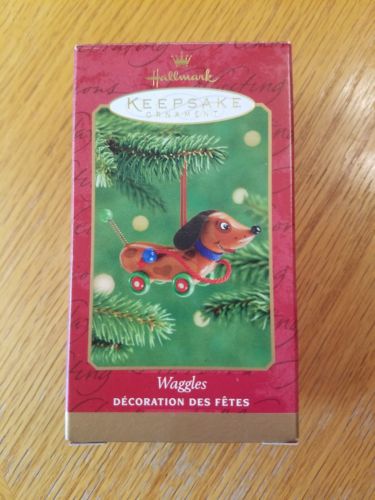 Hallmark
KEEPSAKE
ORNAMENT
Waggles
DÉCORATION DES FÊTES